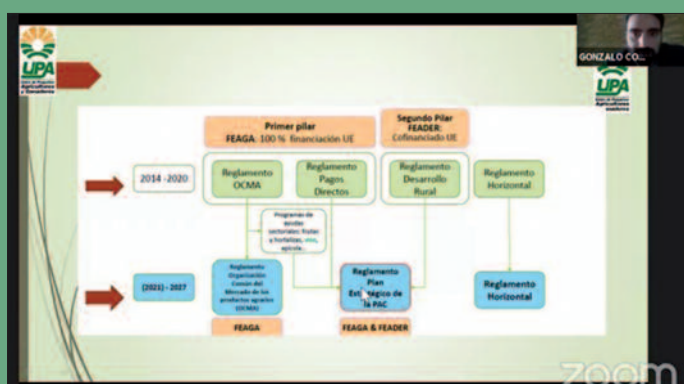 UPA
GONZALO CO...
UPA
Primer pilar
FEAGA: 100 % financiación UE
Segundo Pilar
FEADER:
Cofinanciado UE
2014 -2020
Reglamento
OCMA
Reglamento
Pagos
Directos
Reglamento
Desarrollo
Rural
Reglamento
Horizontal
Programas de
ayudas
sectoriales: frutas
y hortalizas, vino,
apícola...
(2021) - 2027
Reglamento
Organización
Común del
Mercado de los
productos agrarios
(OCMA)
Reglamento
Plan
Estratégico de
la PAC
Reglamento
Horizontal
FEAGA
FEAGA & FEADER
zoom